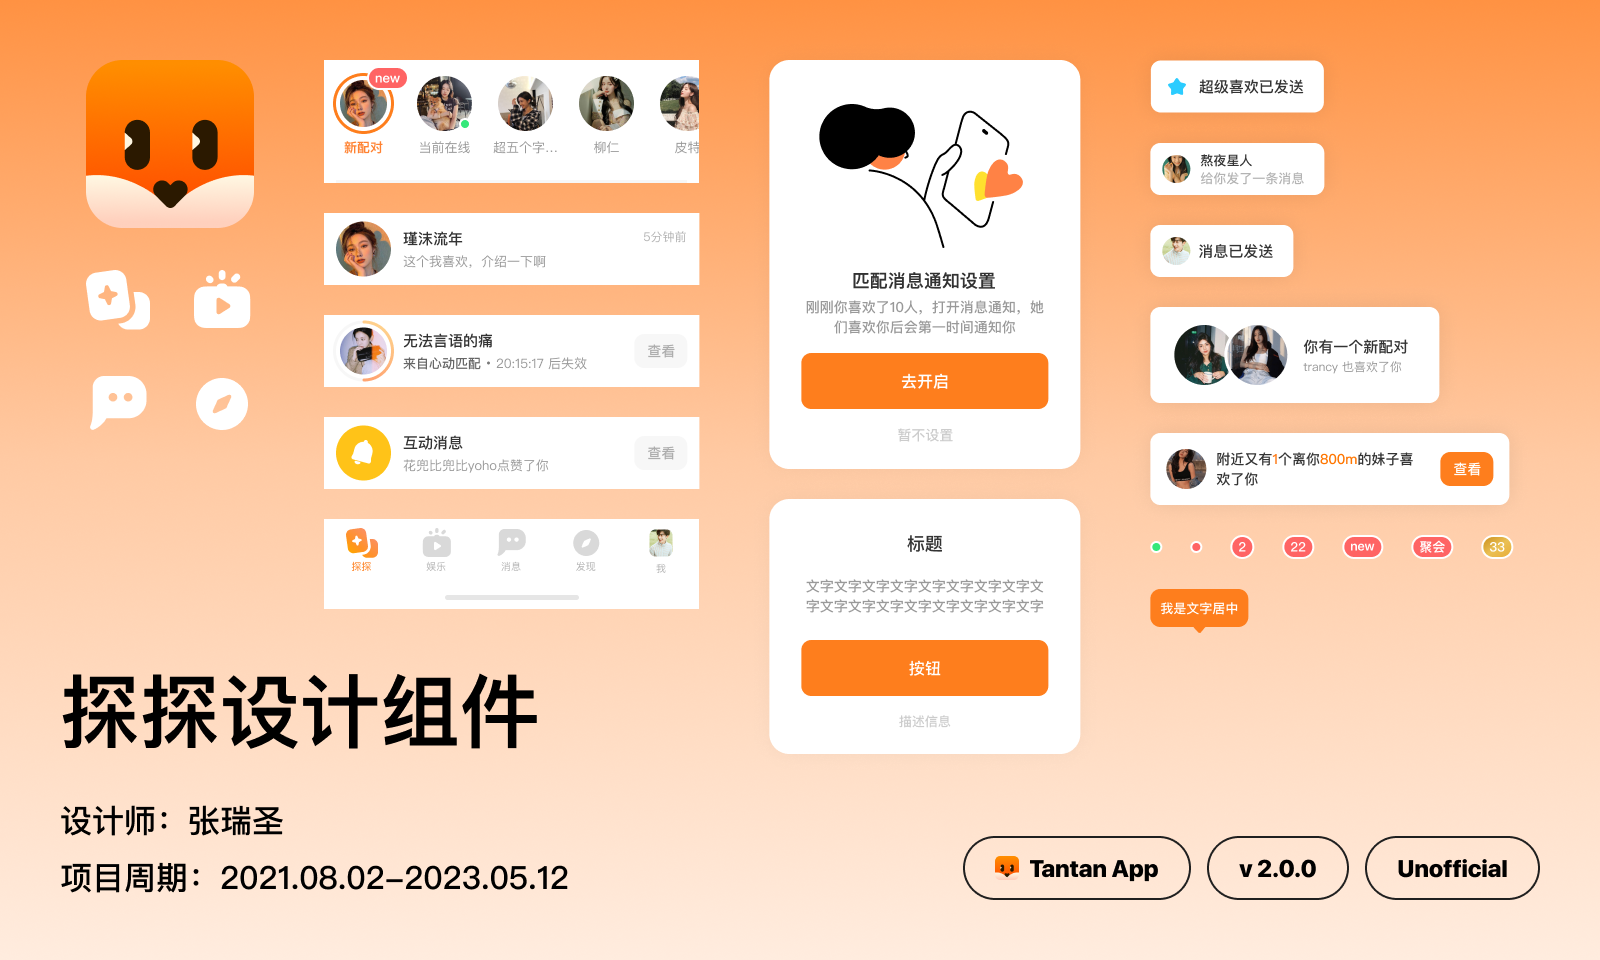 new
新配对
当前在线
超五个字...
柳仁
皮特
瑾沫流年
5分钟前
这个我喜欢，介绍一下啊
无法言语的痛
来自心动匹配 • 20:15:17 后失效
查看
互动消息
花兜比兜比yoho点赞了你
查看
探探
娱乐
消息
发现
我
匹配消息通知设置
刚刚你喜欢了10人，打开消息通知，她
们喜欢你后会第一时间通知你
去开启
暂不设置
标题
文字文字文字文字文字文字文字文字文
字文字文字文字文字文字文字文字文字
按钮
描述信息
超级喜欢已发送
熬夜星人
给你发了一条消息
消息已发送
你有一个新配对
trancy 也喜欢了你
附近又有1个离你800m的妹子喜
欢了你
查看
2
22
new
聚会
33
我是文字居中
探探设计组件
设计师：张瑞圣
项目周期：2021.08.02–2023.05.12
Tantan App
v 2.0.0
Unofficial